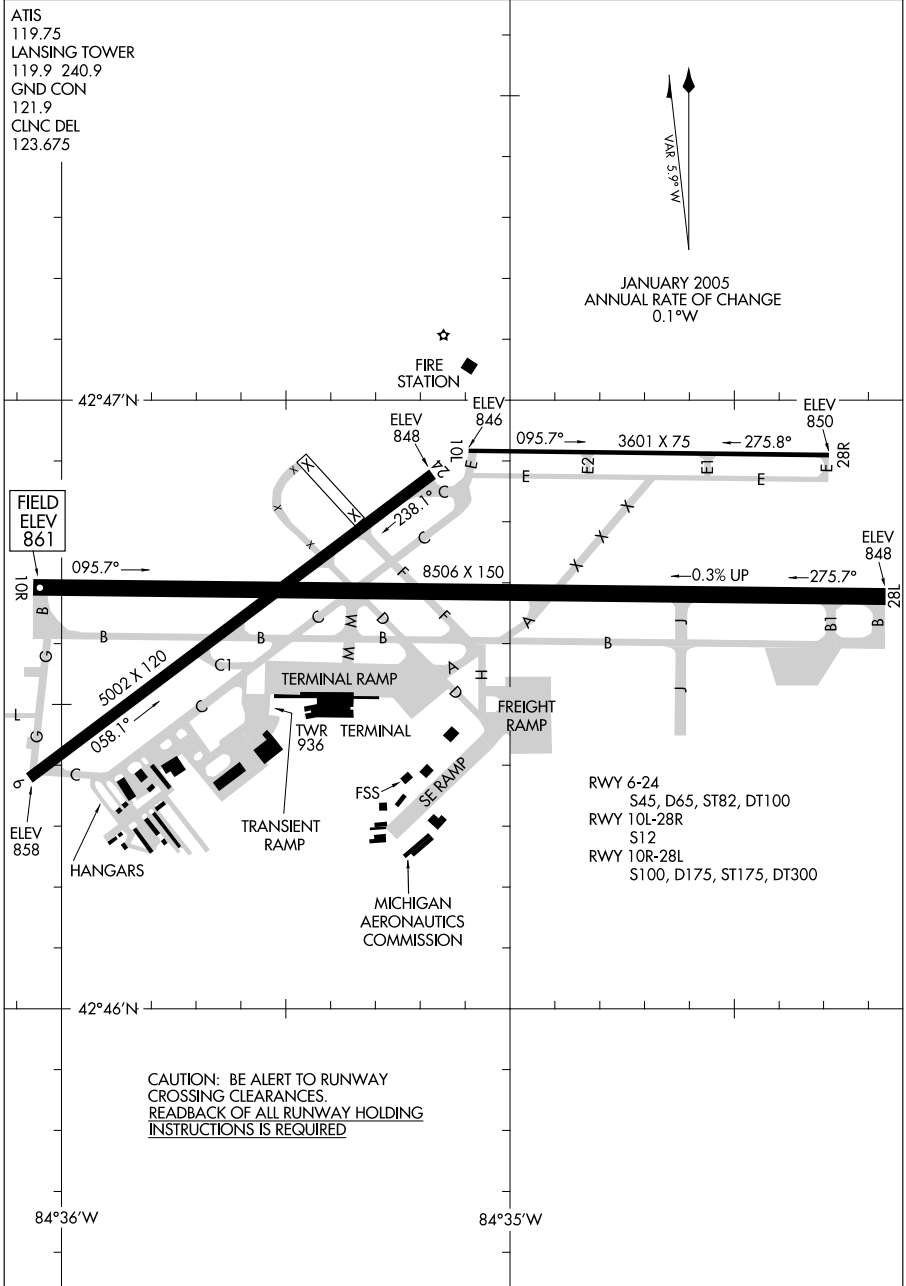 ATIS
119.75
LANSING TOWER
119.9 240.9
GND CON
121.9
CLNC DEL
123.675
VAR 5.9° W
JANUARY 2005
ANNUAL RATE OF CHANGE
0.1°W
FIRE
STATION
42°47'N
ELEV
848
ELEV
846
ELEV
850
24
10L
095.7°
3601 X 75
275.8°
28R
E
E2
E1
E
E
E
X
X
C
238.1°
x
x
x
C
X
X
X
FIELD
ELEV
861
ELEV
848
10R
095.7°
8506 X 150
0.3% UP
275.7°
28L
F
B
B
B
C
W
D
B
F
A
J
B
B1
B
G
C1
W
A
H
5002 X 120
TERMINAL RAMP
D
J
C
058.1°
L
G
TWR
936
TERMINAL
FREIGHT
RAMP
6
C
FSS
SE RAMP
ELEV
858
HANGARS
TRANSIENT
RAMP
RWY 6-24
S45, D65, ST82, DT100
RWY 10L-28R
S12
RWY 10R-28L
S100, D175, ST175, DT300
MICHIGAN
AERONAUTICS
COMMISSION
42°46'N
CAUTION: BE ALERT TO RUNWAY
CROSSING CLEARANCES.
READBACK OF ALL RUNWAY HOLDING
INSTRUCTIONS IS REQUIRED
84°36'W
84°35'W